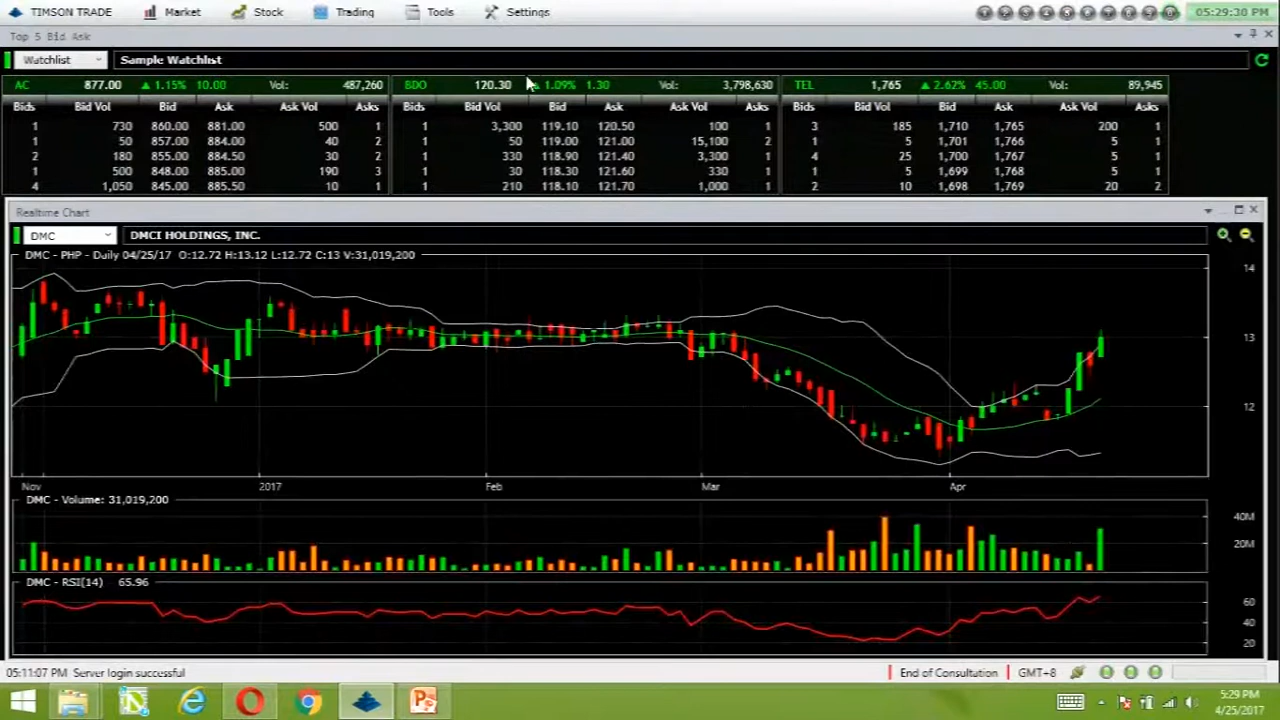 TIMSON TRADE Market Stock Trading Tools Settings 05:29:30 PM
Top 5 Bid Ask
Watchlist Sample Watchlist
AC 877.00 ▲ 1.15% 10.00 Vol: 487,260 BDO 120.30 ▲ 1.09% 1.30 Vol: 3,798,630 TEL 1,765 ▲ 2.62% 45.00 Vol: 89,945
Bids Bid Vol Bid Ask Ask Vol Asks Bids Bid Vol Bid Ask Ask Vol Asks Bids Bid Vol Bid Ask Ask Vol Asks
1 730 860.00 881.00 500 1 1 3,300 119.10 120.50 100 1 3 185 1,710 1,765 200 1
1 50 857.00 884.00 40 2 1 50 119.00 121.00 15,100 2 1 5 1,701 1,766 5 1
2 180 855.00 884.50 30 2 1 330 118.90 121.40 3,300 1 4 25 1,700 1,767 5 1
1 500 848.00 885.00 190 3 1 30 118.30 121.60 330 1 1 5 1,699 1,768 5 1
4 1,050 845.00 885.50 10 1 1 210 118.10 121.70 1,000 1 2 10 1,698 1,769 20 2
Realtime Chart
DMC DMCI HOLDINGS, INC.
DMC - PHP - Daily 04/25/17 O:12.72 H:13.12 L:12.72 C:13 V:31,019,200
14
13
12
Nov 2017 Feb Mar Apr
DMC - Volume: 31,019,200
40M
20M
DMC - RSI(14) 65.96
60
40
20
05:11:07 PM Server login successful End of Consultation GMT+8
5:29 PM
4/25/2017